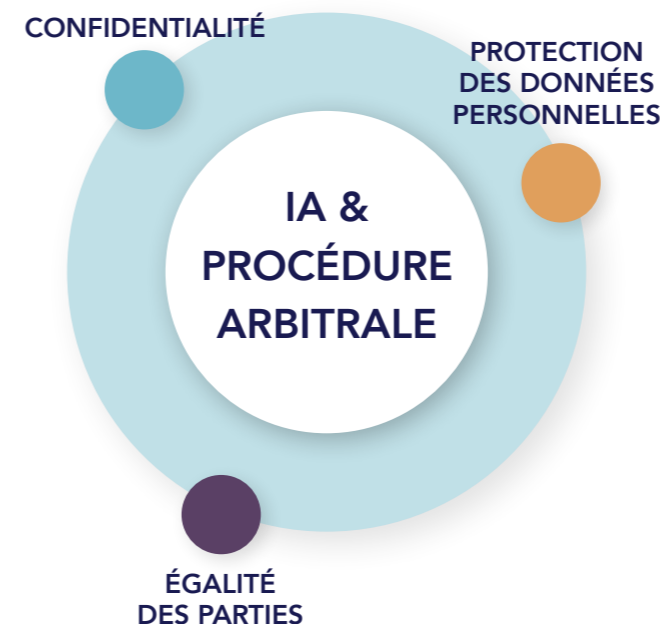 CONFIDENTIALITÉ
PROTECTION
DES DONNÉES
PERSONNELLES
IA &
PROCÉDURE
ARBITRALE
ÉGALITÉ
DES PARTIES